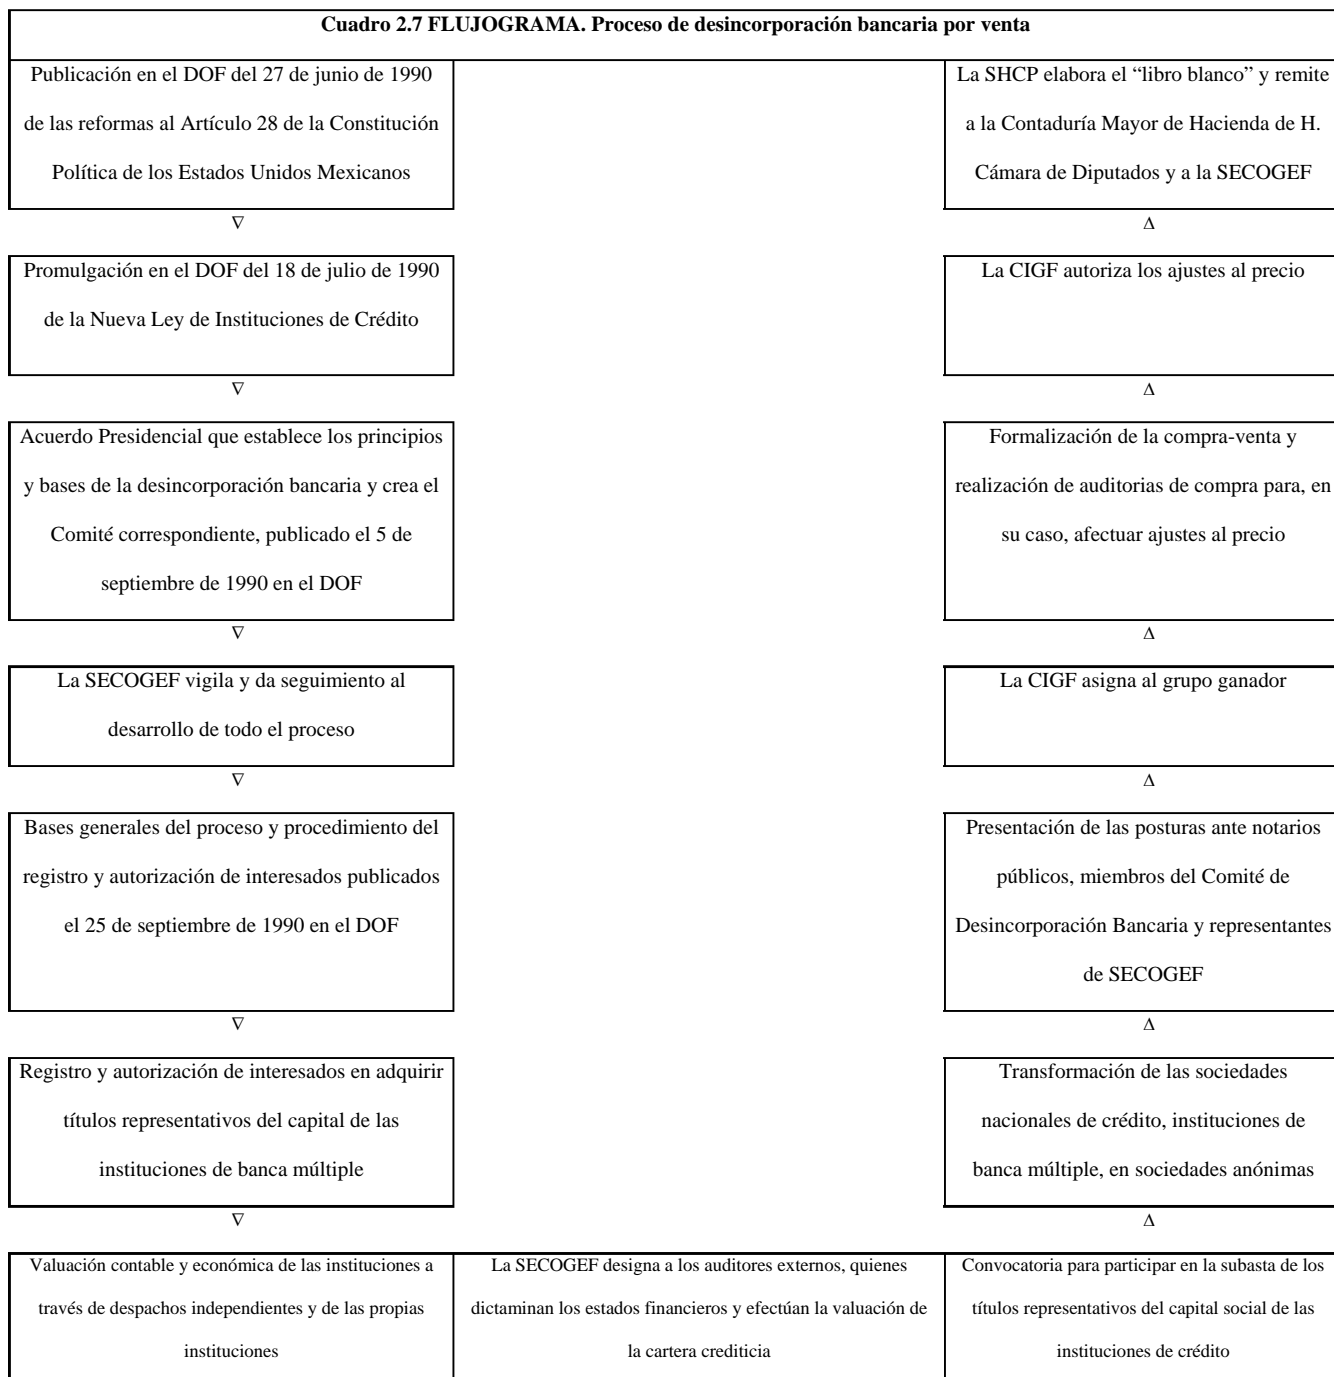 Cuadro 2.7 FLUJOGRAMA. Proceso de desincorporación bancaria por venta
Publicación en el DOF del 27 de junio de 1990
de las reformas al Artículo 28 de la Constitución
Política de los Estados Unidos Mexicanos
∇
Promulgación en el DOF del 18 de julio de 1990
de la Nueva Ley de Instituciones de Crédito
∇
Acuerdo Presidencial que establece los principios
y bases de la desincorporación bancaria y crea el
Comité correspondiente, publicado el 5 de
septiembre de 1990 en el DOF
∇
La SECOGEF vigila y da seguimiento al
desarrollo de todo el proceso
∇
Bases generales del proceso y procedimiento del
registro y autorización de interesados publicados
el 25 de septiembre de 1990 en el DOF
∇
Registro y autorización de interesados en adquirir
títulos representativos del capital de las
instituciones de banca múltiple
∇
Valuación contable y económica de las instituciones a
través de despachos independientes y de las propias
instituciones
La SECOGEF designa a los auditores externos, quienes
dictaminan los estados financieros y efectúan la valuación de
la cartera crediticia
Convocatoria para participar en la subasta de los
títulos representativos del capital social de las
instituciones de crédito
Δ
Transformación de las sociedades
nacionales de crédito, instituciones de
banca múltiple, en sociedades anónimas
Δ
Presentación de las posturas ante notarios
públicos, miembros del Comité de
Desincorporación Bancaria y representantes
de SECOGEF
Δ
La CIGF asigna al grupo ganador
Δ
Formalización de la compra-venta y
realización de auditorias de compra para, en
su caso, afectuar ajustes al precio
Δ
La CIGF autoriza los ajustes al precio
Δ
La SHCP elabora el “libro blanco” y remite
a la Contaduría Mayor de Hacienda de H.
Cámara de Diputados y a la SECOGEF